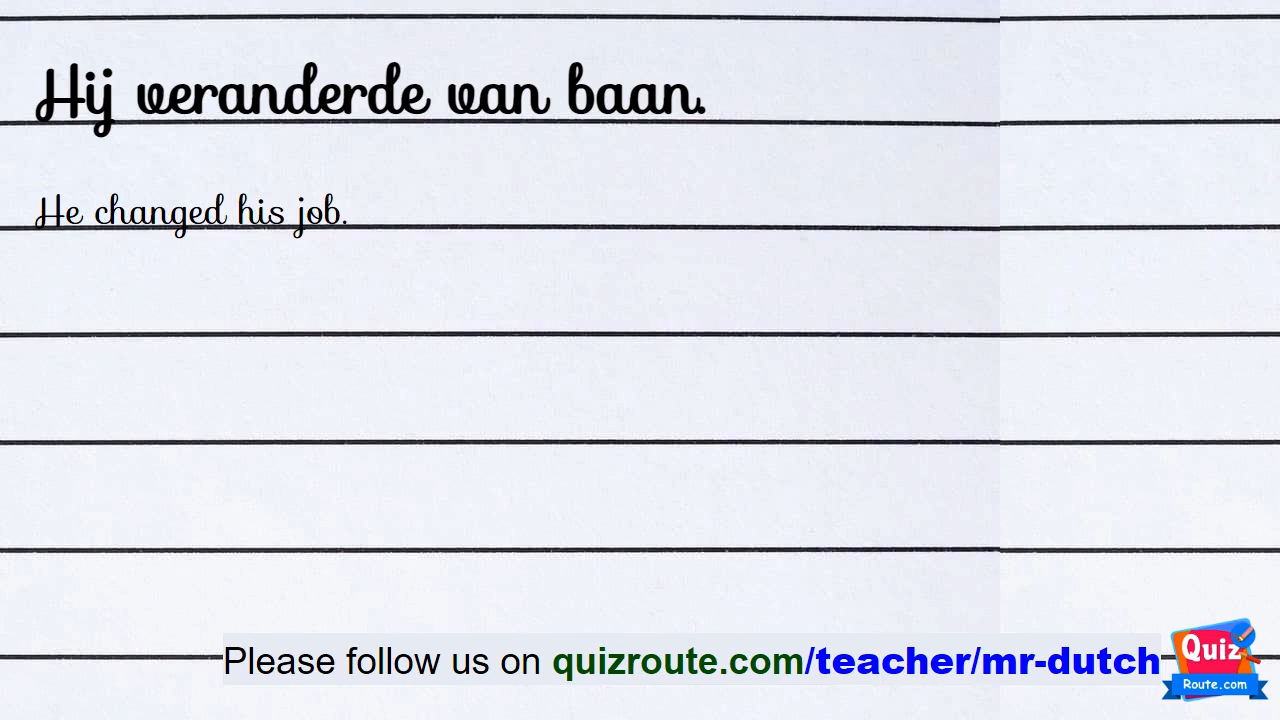 Hij veranderde van baan.
He changed his job.
Please follow us on quizroute.com/teacher/mr-dutch
Quiz
Route.com